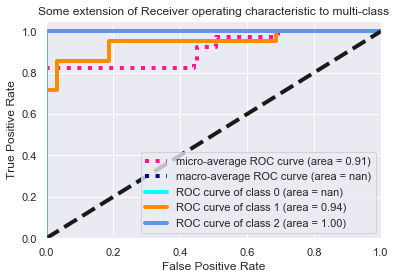 Some extension of Receiver operating characteristic to multi-class
1.0
0.8
0.6
0.4
0.2
0.0
True Positive Rate
micro-average ROC curve (area = 0.91)
macro-average ROC curve (area = nan)
ROC curve of class 0 (area = nan)
ROC curve of class 1 (area = 0.94)
ROC curve of class 2 (area = 1.00)
0.0 0.2 0.4 0.6 0.8 1.0
False Positive Rate